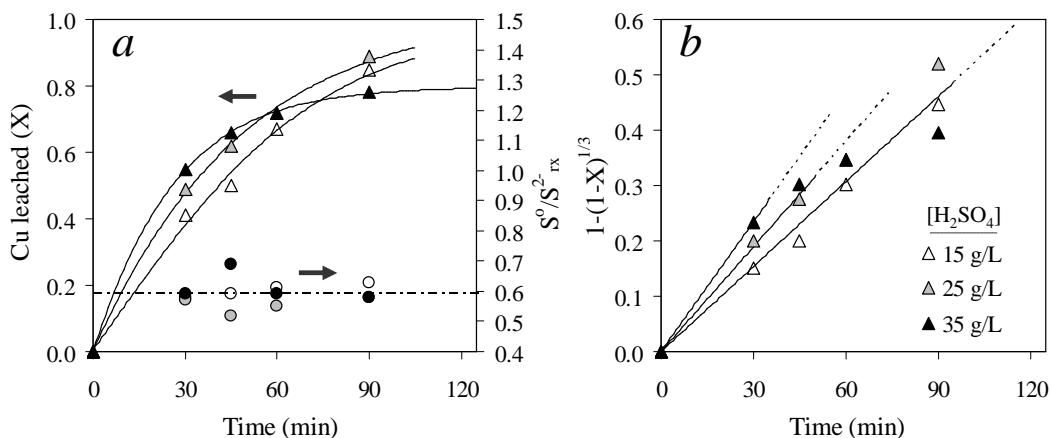 a
Cu leached (X)
1.0
0.8
0.6
0.4
0.2
0.0
0 30 60 90 120
Time (min)
1.5
1.4
1.3
1.2
1.1
1.0
0.9
0.8
0.7
0.6
0.5
0.4
S°/S²⁻rx
b
1-(1-X)^1/3
0.6
0.5
0.4
0.3
0.2
0.1
0.0
0 30 60 90 120
Time (min)
[H₂SO₄]
15 g/L
25 g/L
35 g/L